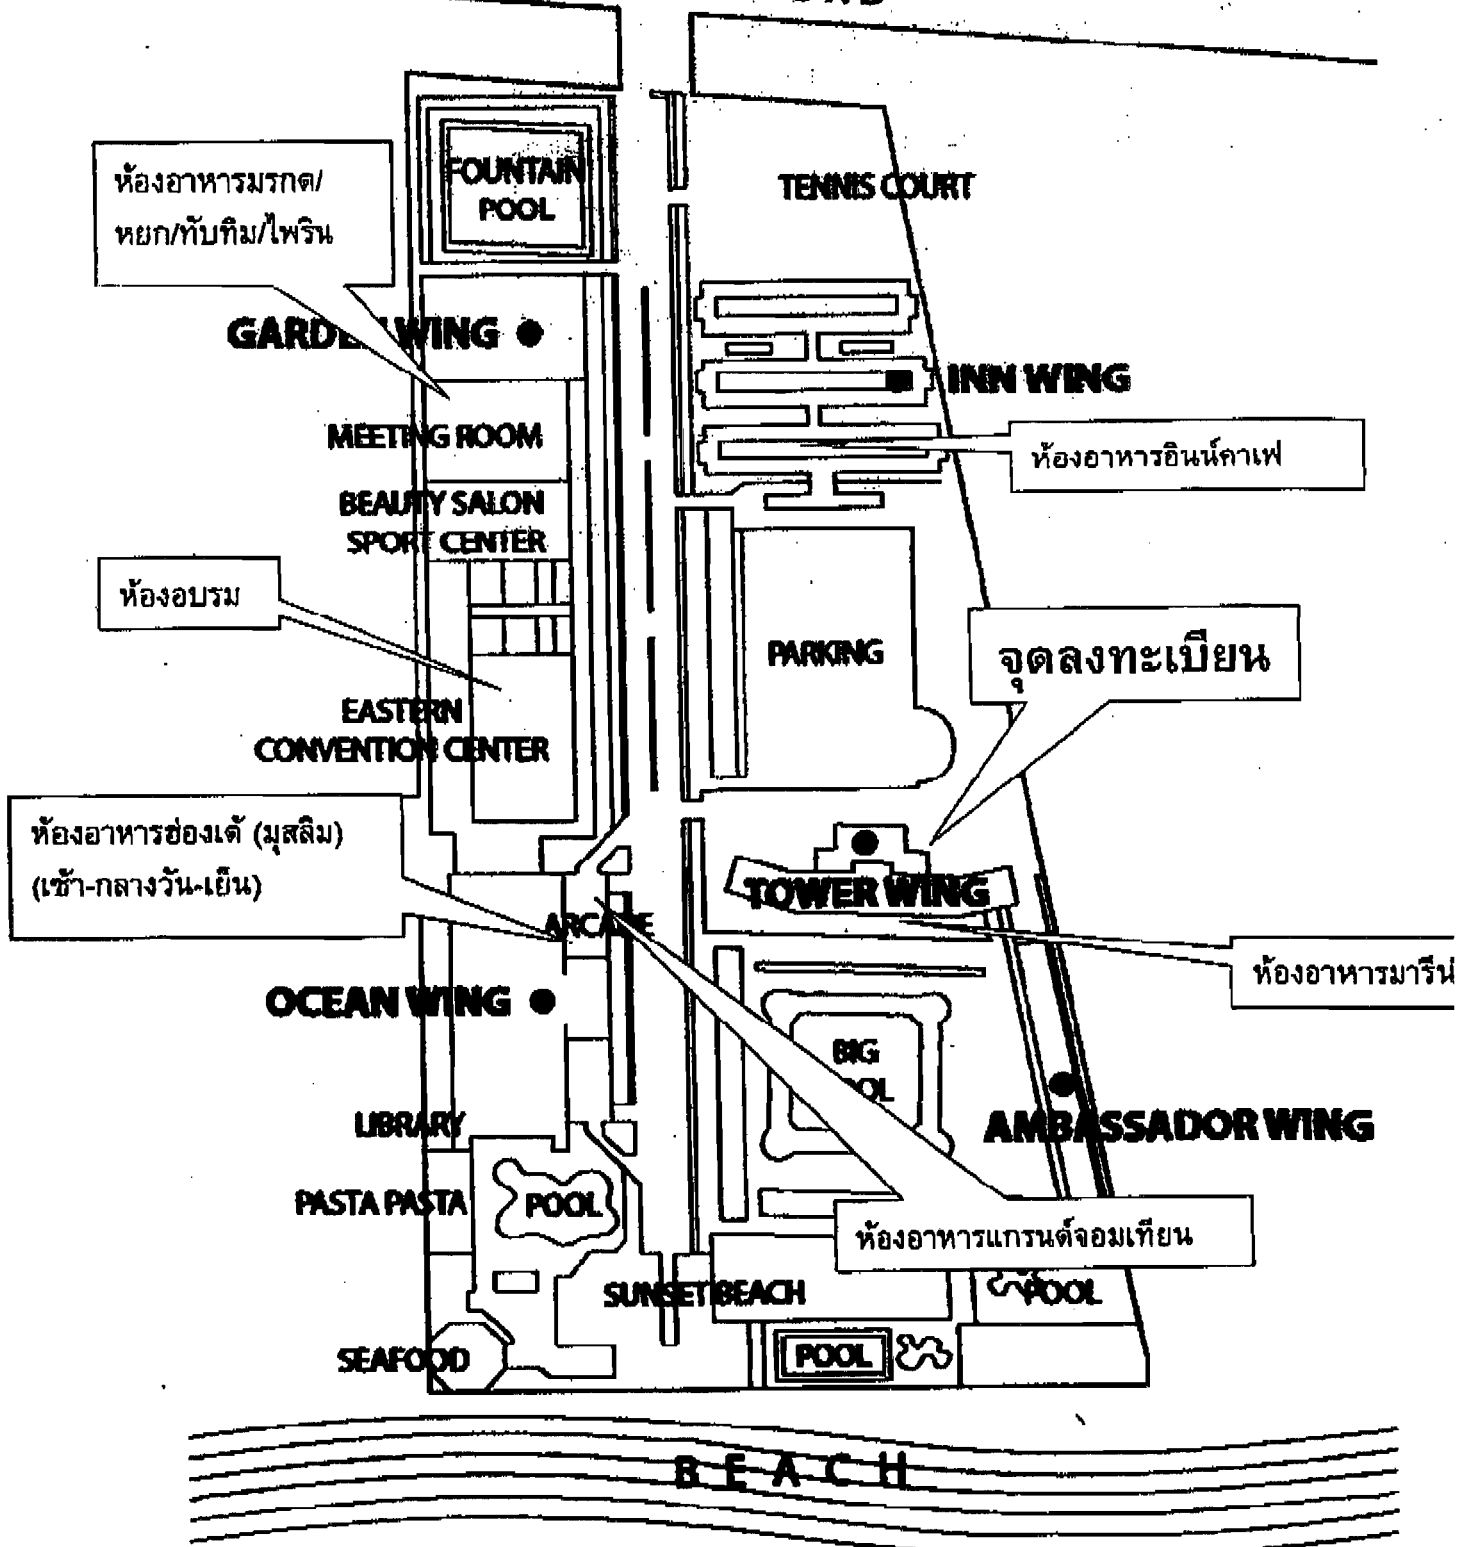 ห้องอาหารมรกต/
หยก/ทับทิม/ไพริน
FOUNTAIN
POOL
TENNIS COURT
GARDEN WING
INN WING
MEETING ROOM
ห้องอาหารอินน์คาเฟ่
BEAUTY SALON
SPORT CENTER
ห้องอบรม
PARKING
จุดลงทะเบียน
EASTERN
CONVENTION CENTER
ห้องอาหารฮ่องเต้ (มุสลิม)
(เช้า-กลางวัน-เย็น)
TOWER WING
ARCADE
ห้องอาหารมารีน่
OCEAN WING
BIG
POOL
LIBRARY
AMBASSADOR WING
PASTA PASTA
POOL
ห้องอาหารแกรนด์จอมเทียน
SUNSET BEACH
POOL
SEAFOOD
POOL
BEACH